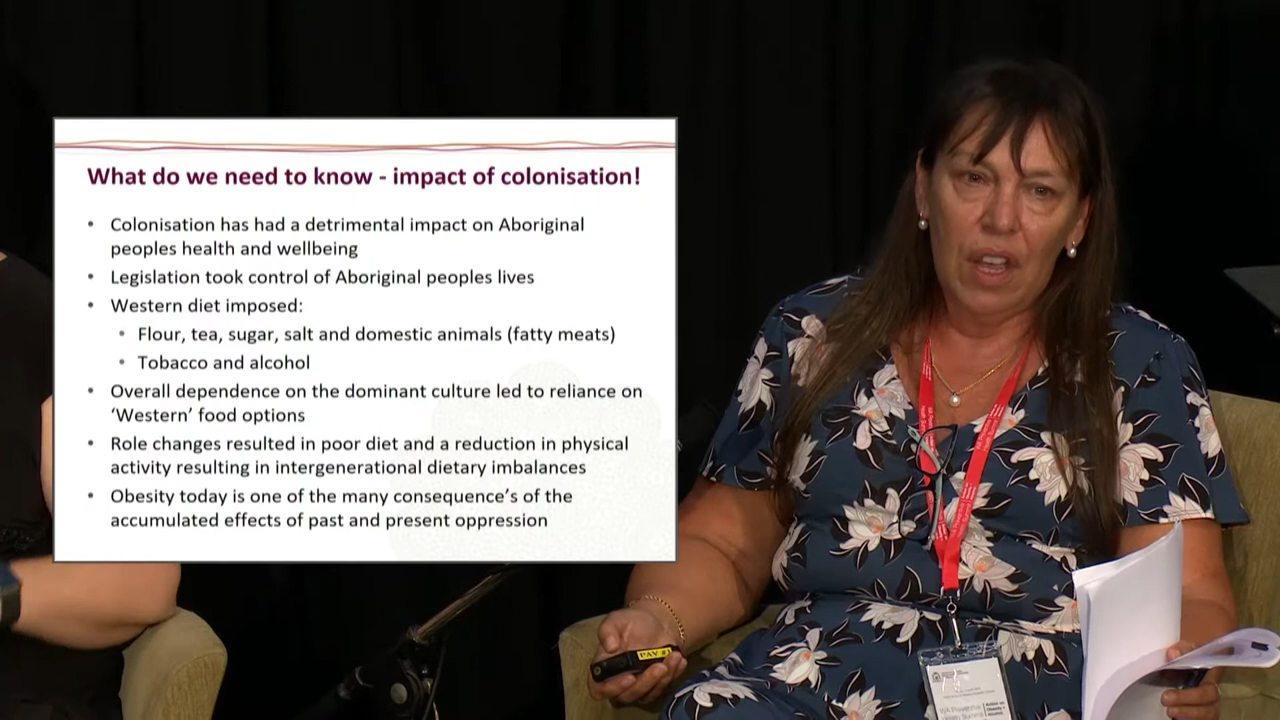 What do we need to know - impact of colonisation!
• Colonisation has had a detrimental impact on Aboriginal
peoples health and wellbeing
• Legislation took control of Aboriginal peoples lives
• Western diet imposed:
• Flour, tea, sugar, salt and domestic animals (fatty meats)
• Tobacco and alcohol
• Overall dependence on the dominant culture led to reliance on
‘Western’ food options
• Role changes resulted in poor diet and a reduction in physical
activity resulting in intergenerational dietary imbalances
• Obesity today is one of the many consequence's of the
accumulated effects of past and present oppression
PAV #1